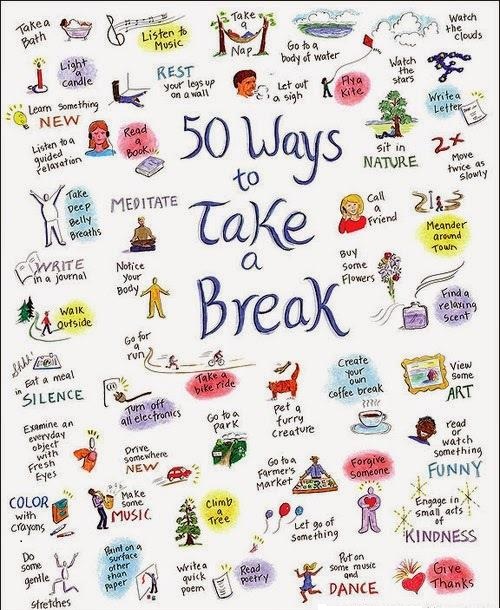 Take a
Bath
Listen to
Music
Take
a
Nap
Go to a
body of water
Watch
the
clouds
Light
a
Candle
REST
your legs up
on a wall
Let out
a sigh
Fly a
Kite
Watch
the
stars
Write a
Letter
Learn something
NEW
50 Ways
to
Take
a
Break
Listen to a
guided
relaxation
Read
a
Book
sit in
NATURE
2x
Move
twice as
slowly
Take
Deep
Belly
Breaths
MEDITATE
Call
a
Friend
Meander
around
Town
WRITE
in a journal
Notice
Your
Body
Buy
Some
Flowers
Find a
relaxing
Scent
Walk
Outside
Go for
a
run
Take a
bike ride
Shhh!
Eat a meal
in
SILENCE
Turn off
all electronics
Pet a
furry
Creature
Create
your
own
coffee break
View
some
ART
Examine an
everyday
object
with
Fresh
Eyes
Drive
somewhere
NEW
Go to a
park
Go to a
Farmer's
Market
Forgive
Someone
read
or
watch
something
FUNNY
COLOR
with
Crayons
Make
some
MUSIC
Climb
a
Tree
Let go of
something
Engage in
small acts
of
KINDNESS
Do
some
gentle
stretches
Paint on a
surface
other
than
paper
Write a
quick
poem
Read
poetry
Put on
some music
and
DANCE
Give
Thanks